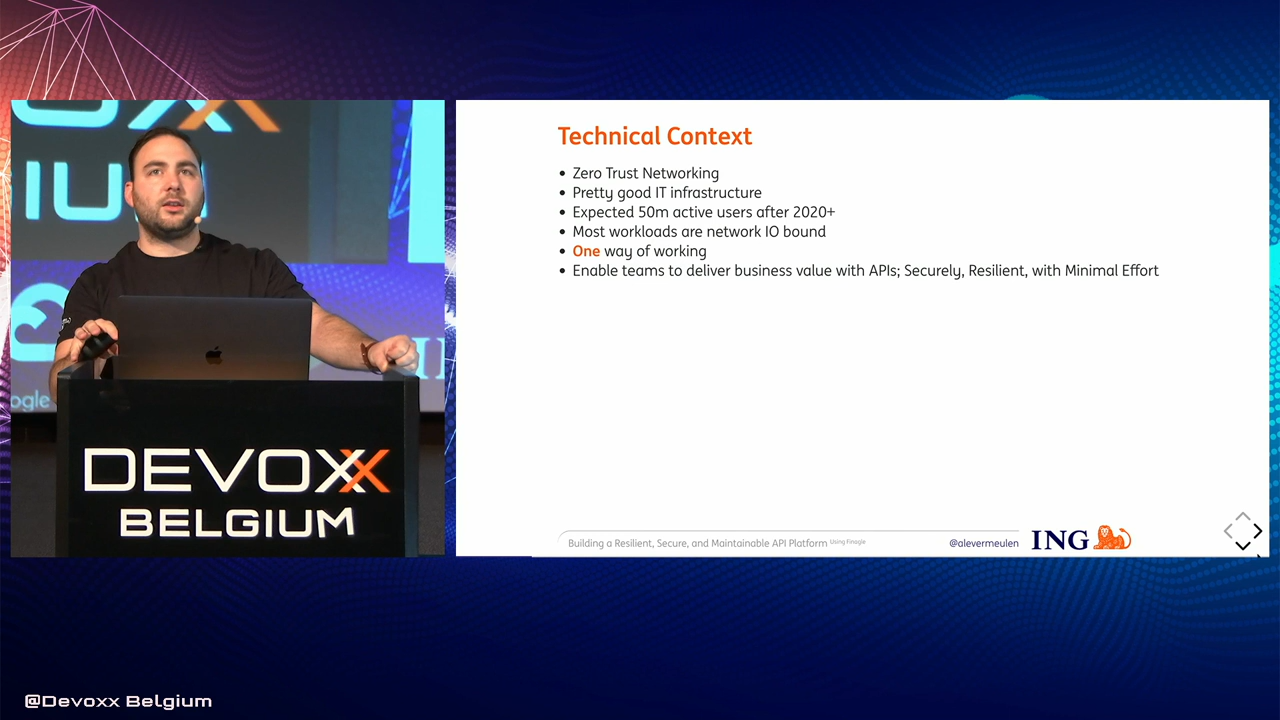 IU
ogle
DEVOXX
BELGIUM
Technical Context
• Zero Trust Networking
• Pretty good IT infrastructure
• Expected 50m active users after 2020+
• Most workloads are network IO bound
• One way of working
• Enable teams to deliver business value with APIs; Securely, Resilient, with Minimal Effort
Building a Resilient, Secure, and Maintainable API Platform Using Finagle
@alevermeulen
ING
@Devoxx Belgium